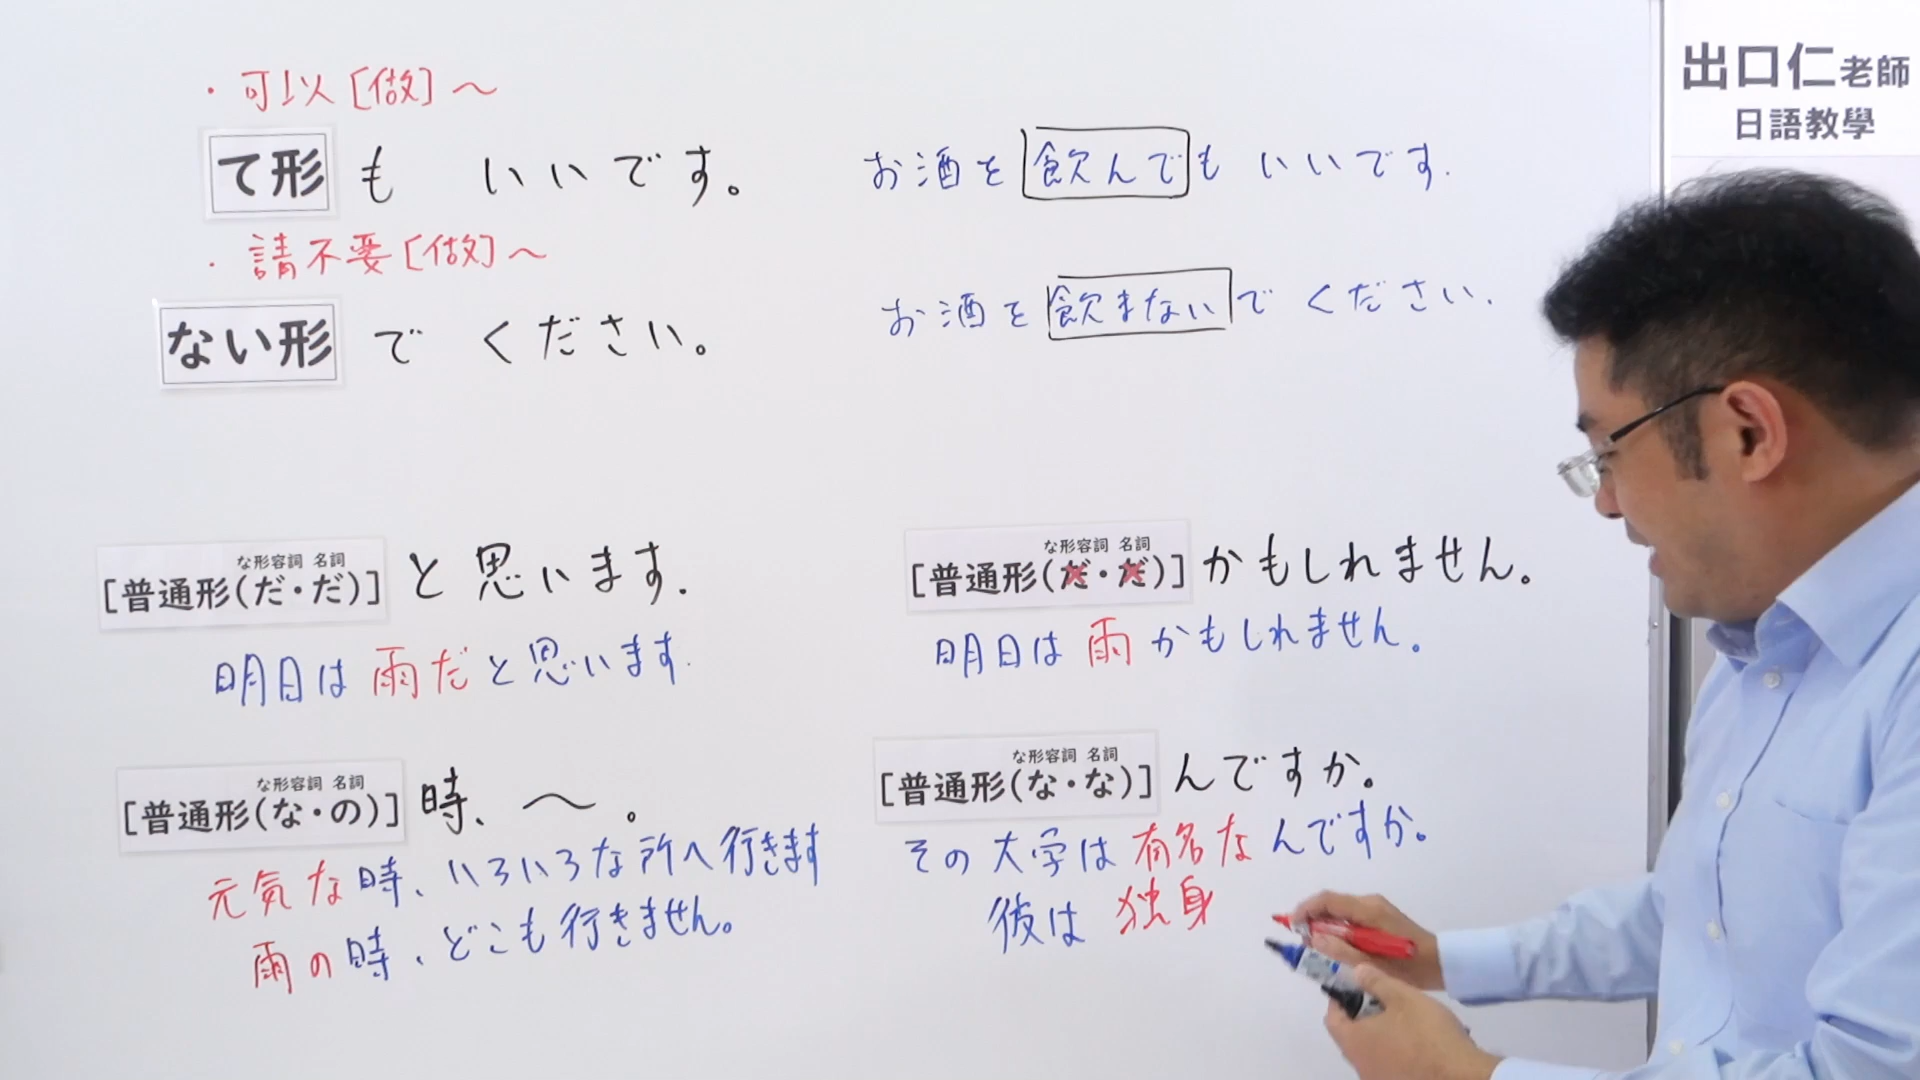 ・可以[做]～
て形も いいです。
・請不要[做]～
ない形で ください。
お酒を飲んでも いいです.
お酒を飲まないで ください.
な形容詞 名詞
[普通形(だ・だ)]と思います.
明日は雨だと思います.
な形容詞 名詞
[普通形(だ・だ)]かもしれません。
明日は雨かもしれません。
な形容詞 名詞
[普通形(な・の)]時、～。
元気な時、いろいろな所へ行きます
雨の時、どこも行きません。
な形容詞 名詞
[普通形(な・な)]んですか。
その大学は有名なんですか。
彼は独身
出口仁老師
日語教學